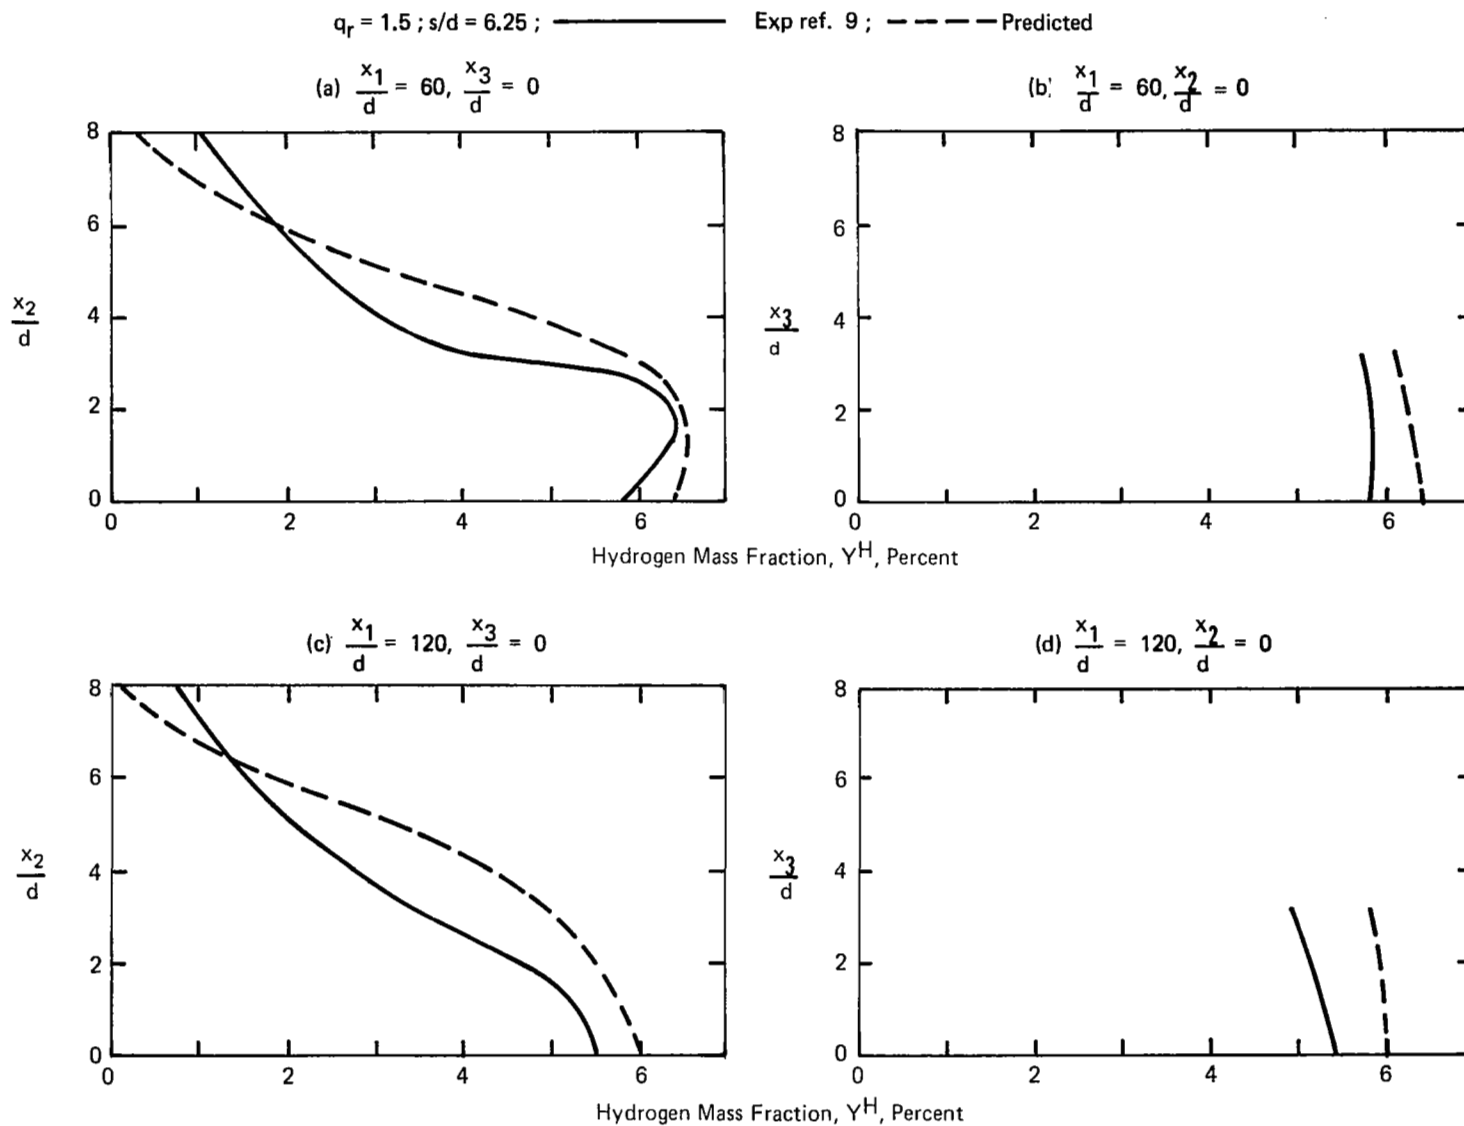 qr = 1.5 ; s/d = 6.25 ; Exp ref. 9 ; Predicted
(a) x1/d = 60, x3/d = 0
(b) x1/d = 60, x2/d = 0
8
6
4
2
0
x2/d
0 2 4 6
8
6
4
2
0
x3/d
0 2 4 6
Hydrogen Mass Fraction, YH, Percent
(c) x1/d = 120, x3/d = 0
(d) x1/d = 120, x2/d = 0
8
6
4
2
0
x2/d
0 2 4 6
8
6
4
2
0
x3/d
0 2 4 6
Hydrogen Mass Fraction, YH, Percent